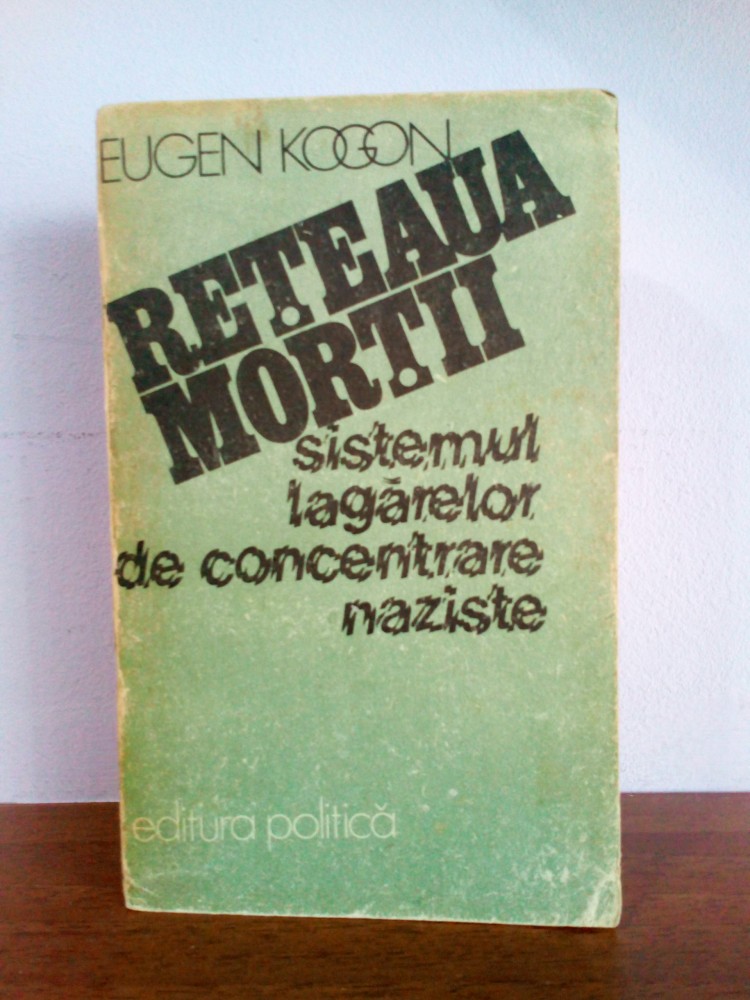 EUGEN KOGON
REȚEAUA
MORȚII
sistemul
lagărelor
de concentrare
naziste
editura politică